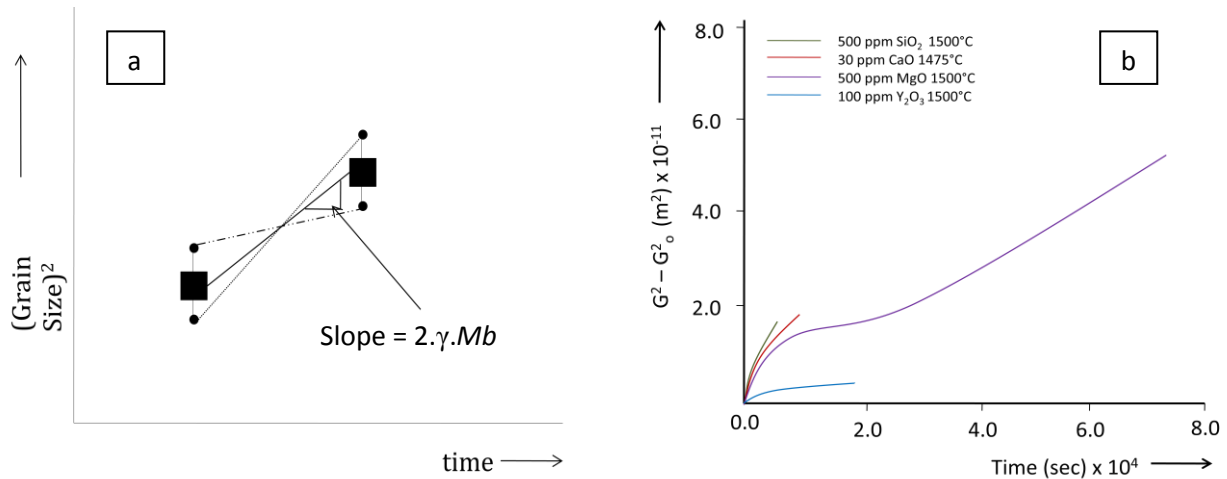 a
(Grain
Size)²
Slope = 2.γ.Mb
time
b
G² – G²ₒ (m²) x 10⁻¹¹
8.0
6.0
4.0
2.0
500 ppm SiO₂ 1500°C
30 ppm CaO 1475°C
500 ppm MgO 1500°C
100 ppm Y₂O₃ 1500°C
0.0 2.0 4.0 6.0 8.0
Time (sec) x 10⁴